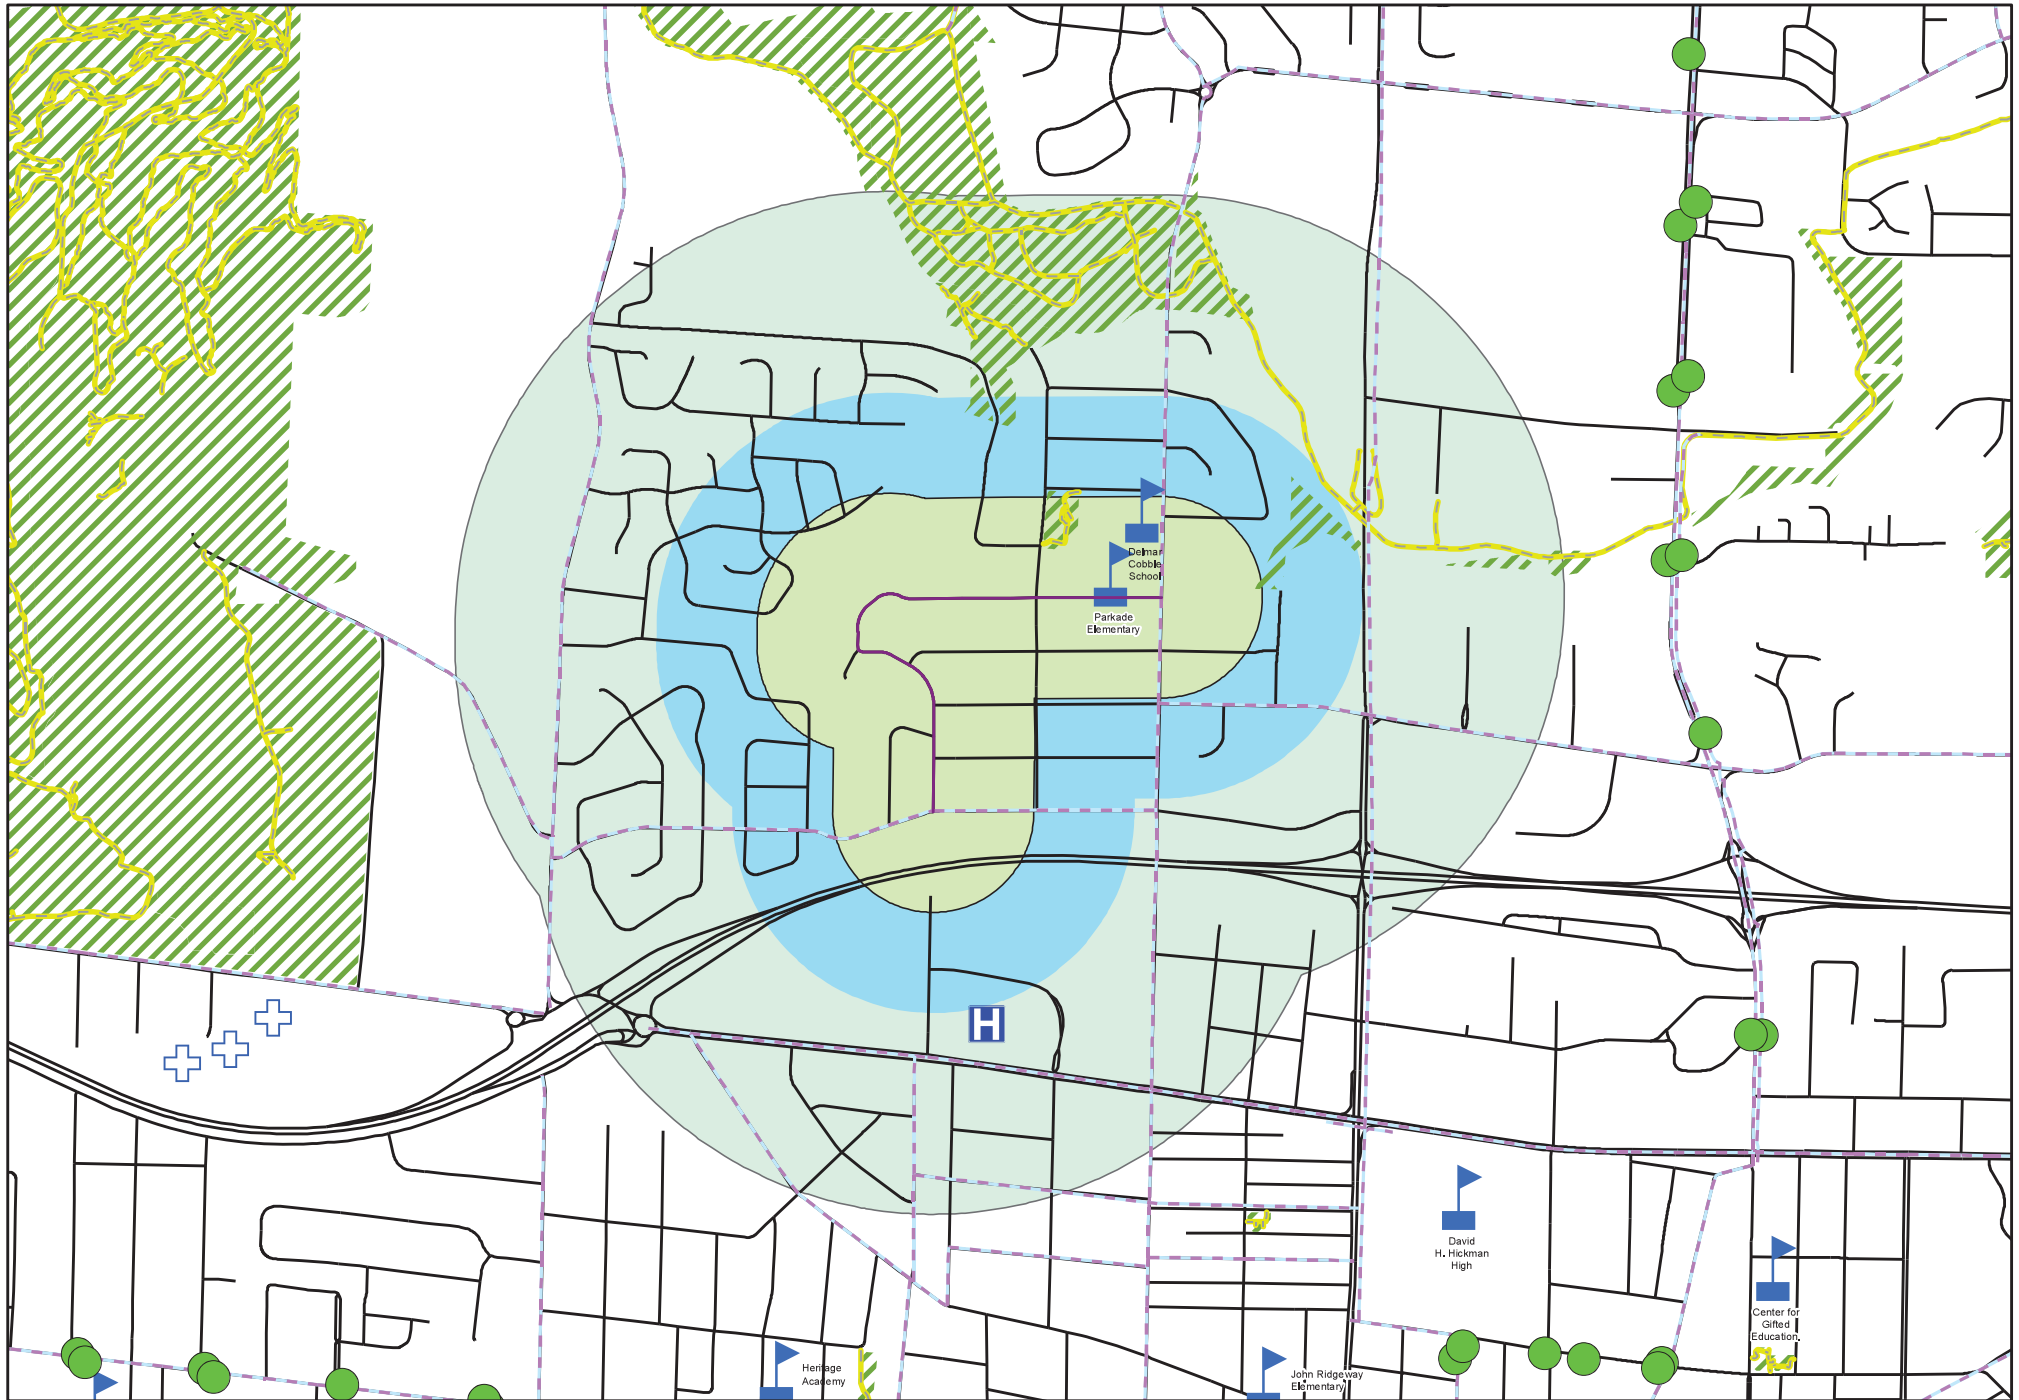 Delmar
Cobble
School
Parkade
Elementary
H
David
H. Hickman
High
Center for
Gifted
Education
Heritage
Academy
John Ridgeway
Elementary